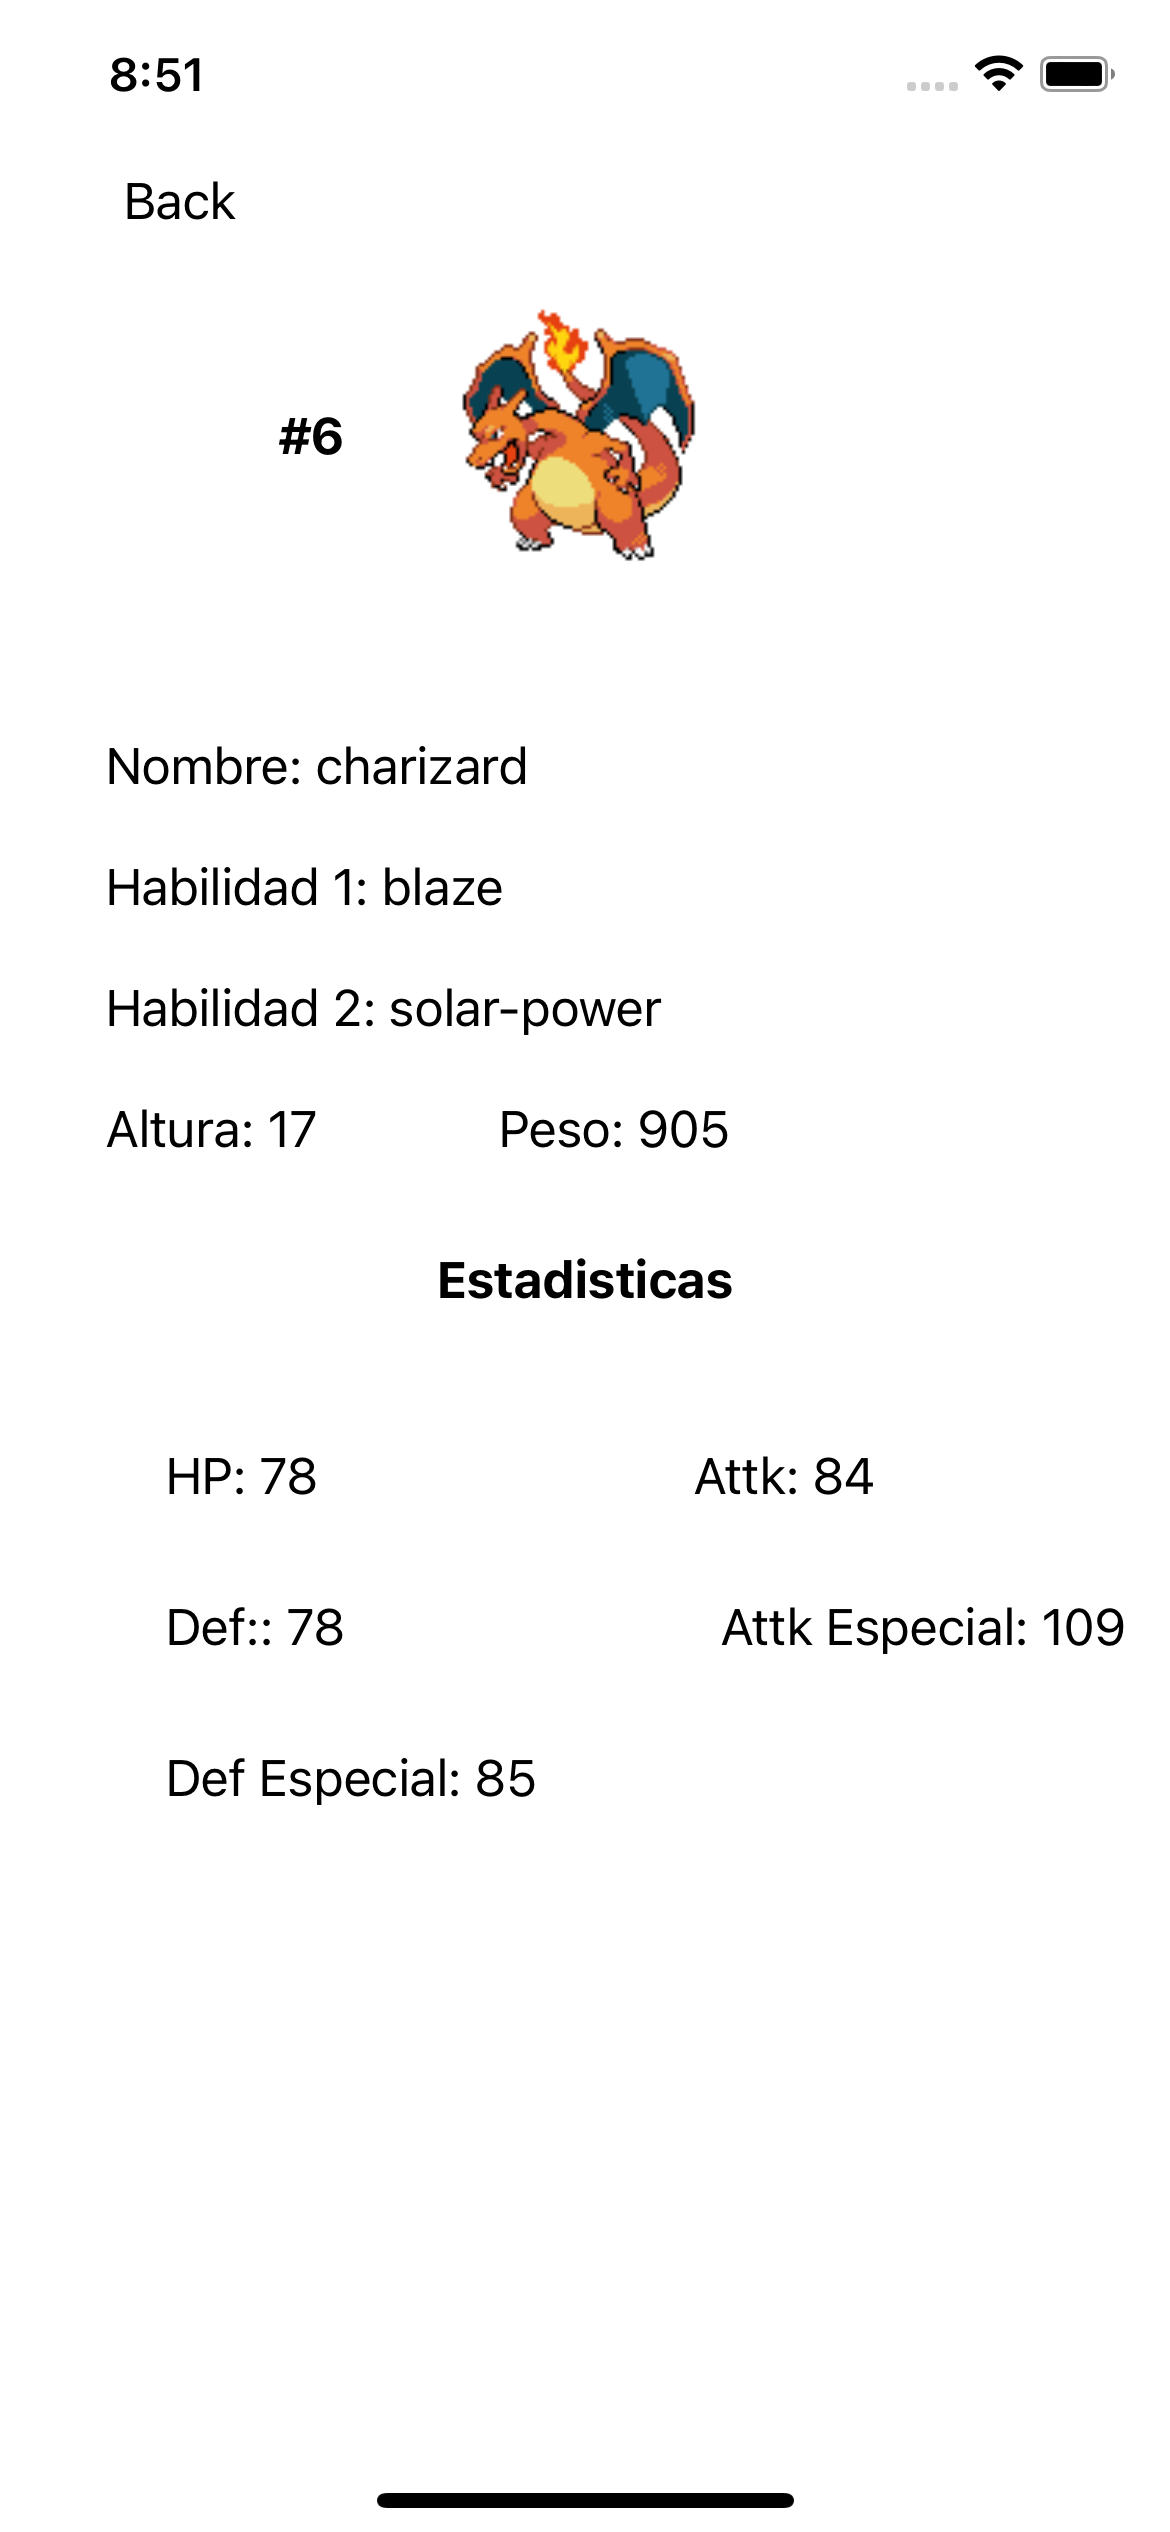 8:51
Back
#6
Nombre: charizard
Habilidad 1: blaze
Habilidad 2: solar-power
Altura: 17 Peso: 905
Estadisticas
HP: 78 Attk: 84
Def:: 78 Attk Especial: 109
Def Especial: 85